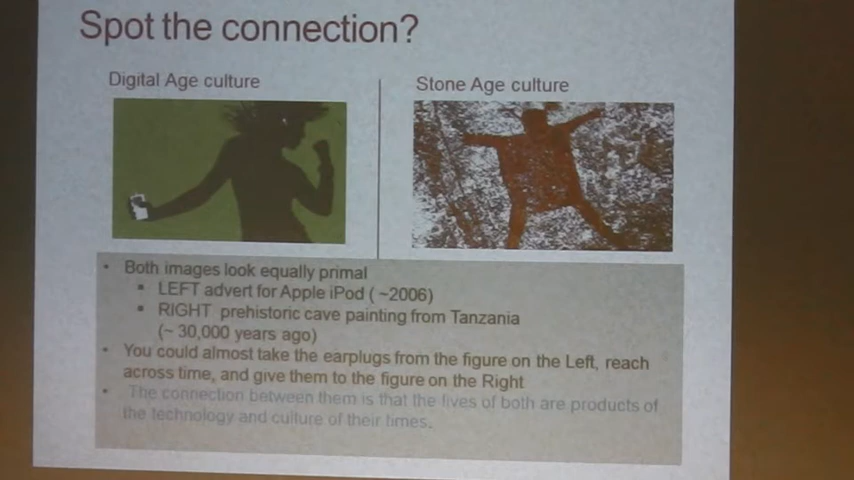 Spot the connection?
Digital Age culture
Stone Age culture
• Both images look equally primal
▪ LEFT advert for Apple iPod ( ~2006)
▪ RIGHT prehistoric cave painting from Tanzania
(~ 30,000 years ago)
• You could almost take the earplugs from the figure on the Left, reach
across time, and give them to the figure on the Right
• The connection between them is that the lives of both are products of
the technology and culture of their times.